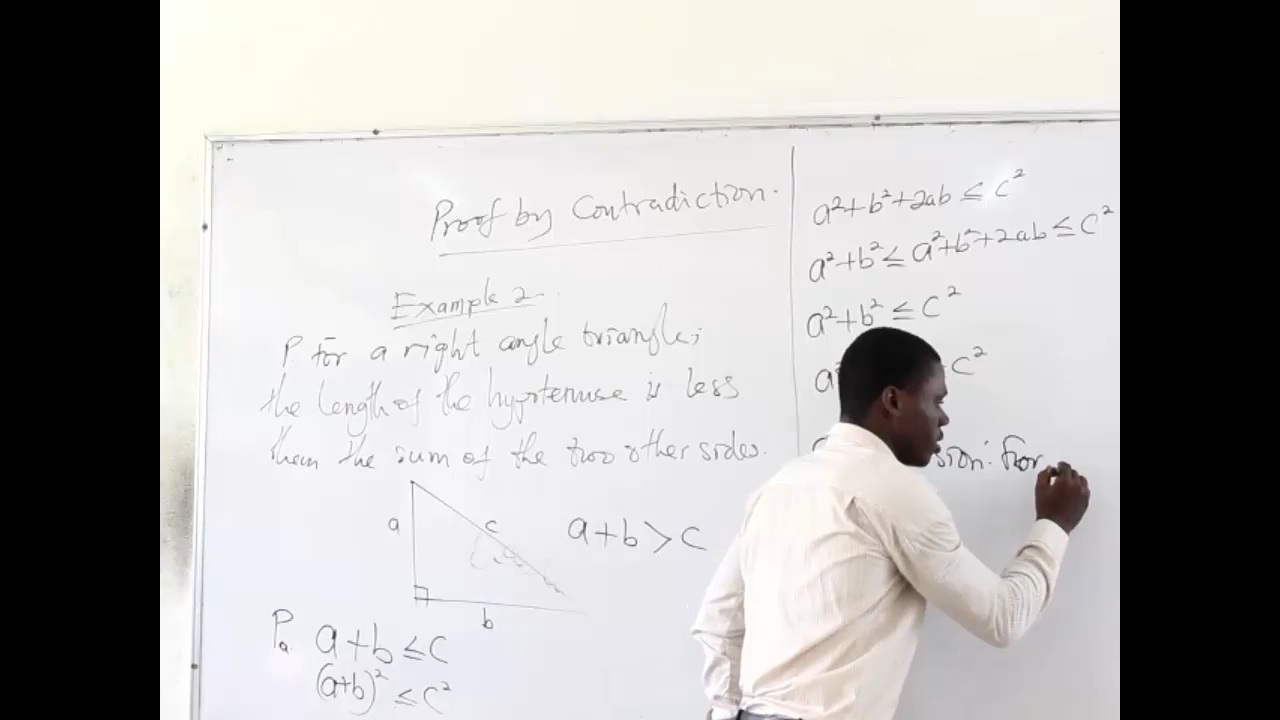 Proof by Contradiction.
Example 2.
P For a right angle triangle,
the length of the hypotenuse is less
than the sum of the two other sides.
a
c
b
a+b>c
P a+b≤c
(a+b)² ≤c²
a²+b²+2ab ≤ c²
a²+b² ≤ a²+b²+2ab ≤ c²
a²+b² ≤ c²
a c²
sion: For